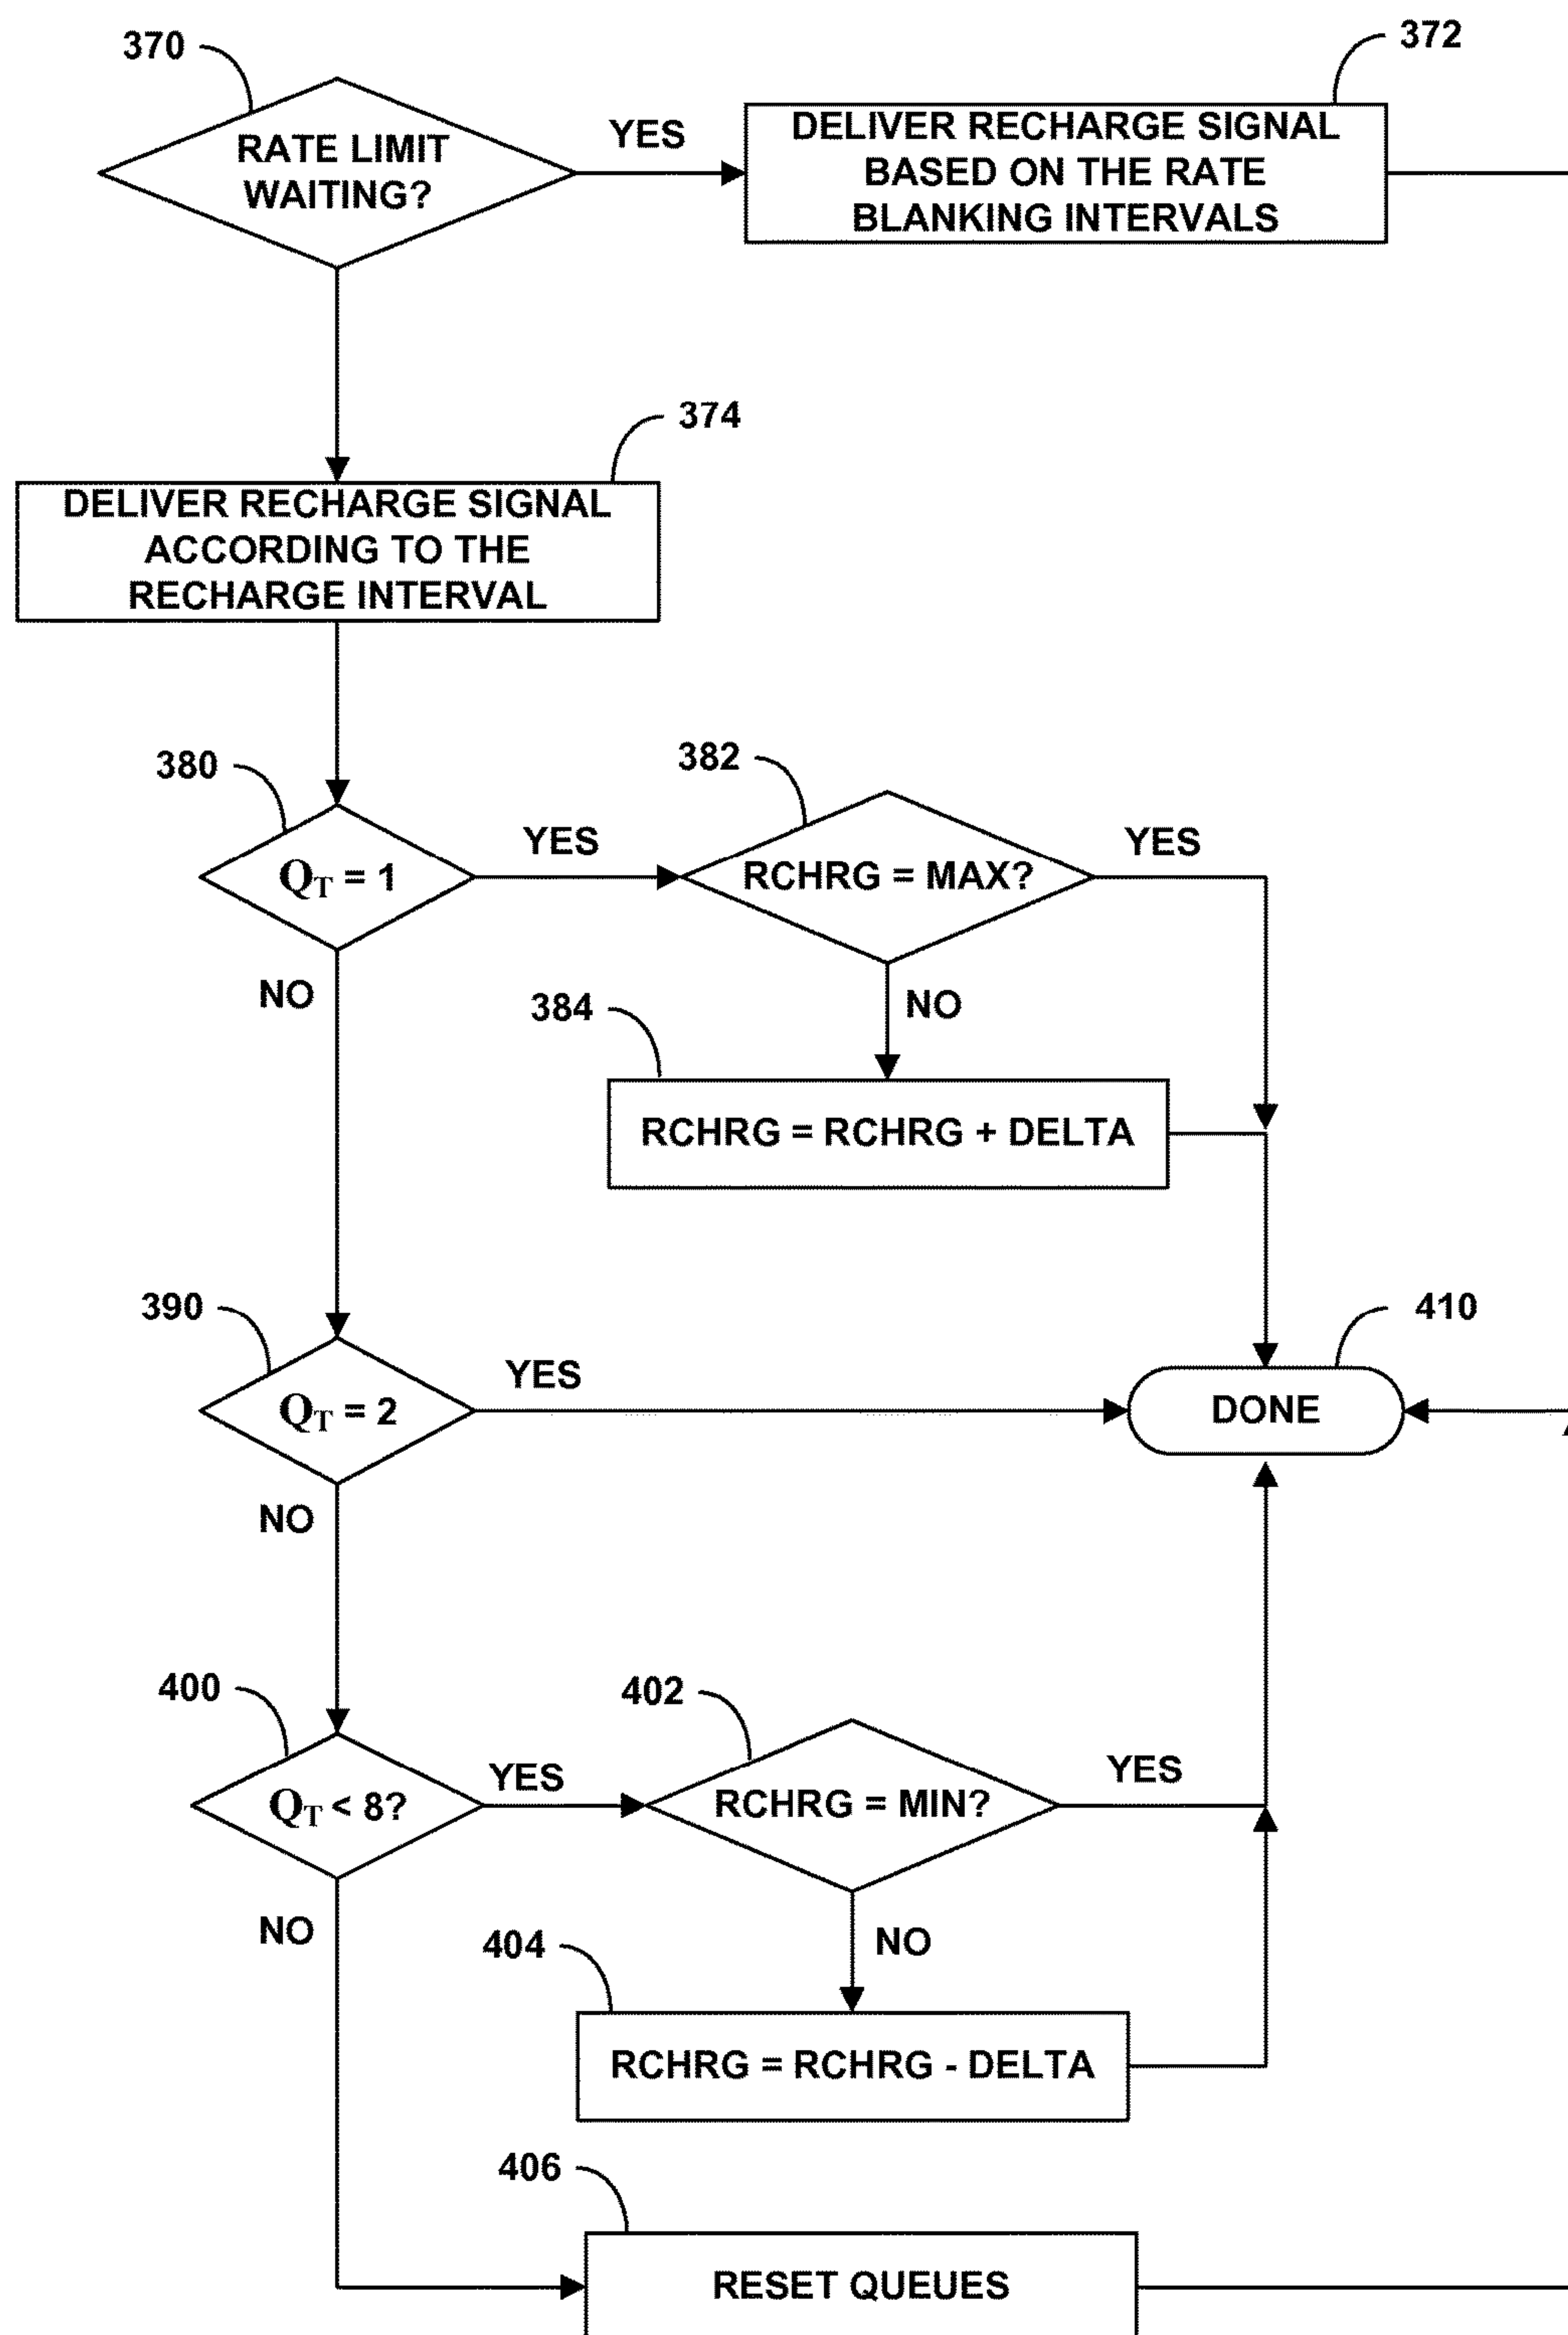 370
372
RATE LIMIT
WAITING?
YES
DELIVER RECHARGE SIGNAL
BASED ON THE RATE
BLANKING INTERVALS
374
DELIVER RECHARGE SIGNAL
ACCORDING TO THE
RECHARGE INTERVAL
380
382
QT = 1
YES
RCHRG = MAX?
YES
NO
NO
384
RCHRG = RCHRG + DELTA
390
410
QT = 2
YES
DONE
NO
400
402
QT < 8?
YES
RCHRG = MIN?
YES
NO
NO
404
RCHRG = RCHRG - DELTA
406
RESET QUEUES